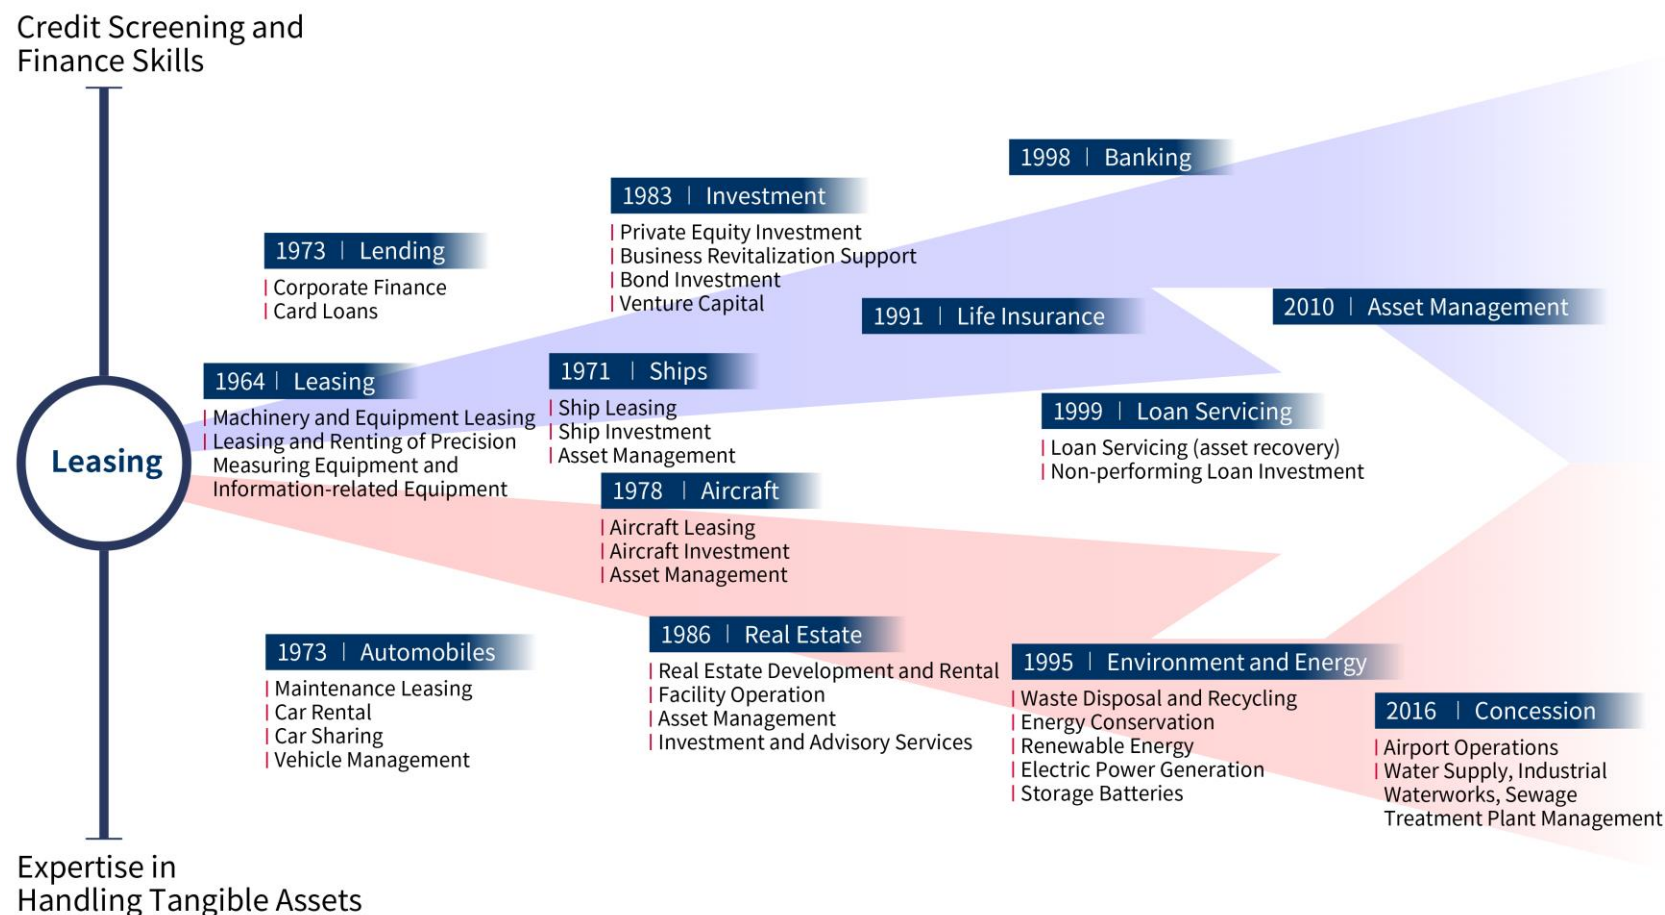 Credit Screening and
Finance Skills
1998 | Banking
1983 | Investment
Private Equity Investment
Business Revitalization Support
Bond Investment
Venture Capital
1973 | Lending
Corporate Finance
Card Loans
2010 | Asset Management
1991 | Life Insurance
1964 | Leasing
Machinery and Equipment Leasing
Leasing and Renting of Precision
Measuring Equipment and
Information-related Equipment
1971 | Ships
Ship Leasing
Ship Investment
Asset Management
1999 | Loan Servicing
Loan Servicing (asset recovery)
Non-performing Loan Investment
Leasing
1978 | Aircraft
Aircraft Leasing
Aircraft Investment
Asset Management
1973 | Automobiles
Maintenance Leasing
Car Rental
Car Sharing
Vehicle Management
1986 | Real Estate
Real Estate Development and Rental
Facility Operation
Asset Management
Investment and Advisory Services
1995 | Environment and Energy
Waste Disposal and Recycling
Energy Conservation
Renewable Energy
Electric Power Generation
Storage Batteries
2016 | Concession
Airport Operations
Water Supply, Industrial
Waterworks, Sewage
Treatment Plant Management
Expertise in
Handling Tangible Assets